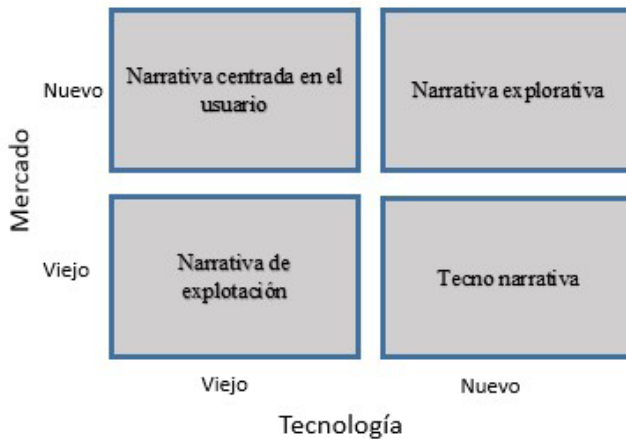 Narrativa centrada en el
usuario
Narrativa explorativa
Nuevo
Mercado
Viejo
Narrativa de
explotación
Tecno narrativa
Viejo
Nuevo
Tecnología